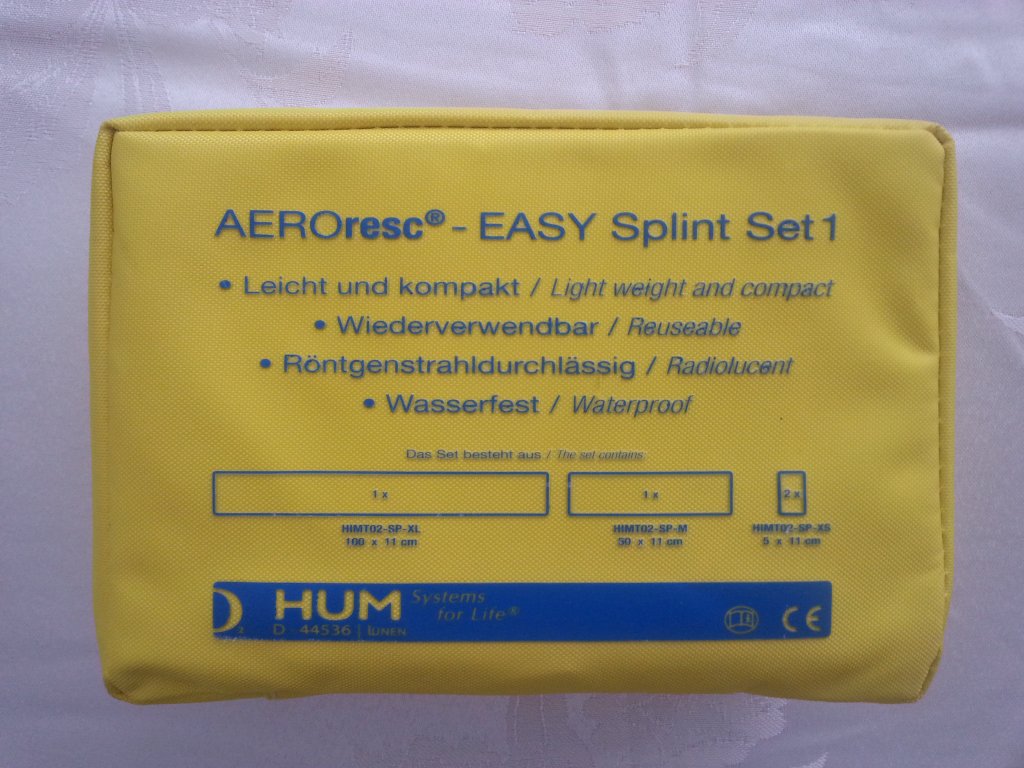 AEROresc® - EASY Splint Set 1
• Leicht und kompakt / Light weight and compact
• Wiederverwendbar / Reuseable
• Röntgenstrahldurchlässig / Radiolucent
• Wasserfest / Waterproof
Das Set besteht aus / The set contains:
1 x 1 x 2 x
HIMT02-SP-XL HIMT02-SP-M HIMT02-SP-XS
100 x 11 cm 50 x 11 cm 5 x 11 cm
HUM Systems
for Life®
D - 44536 | LÜNEN
2
CE